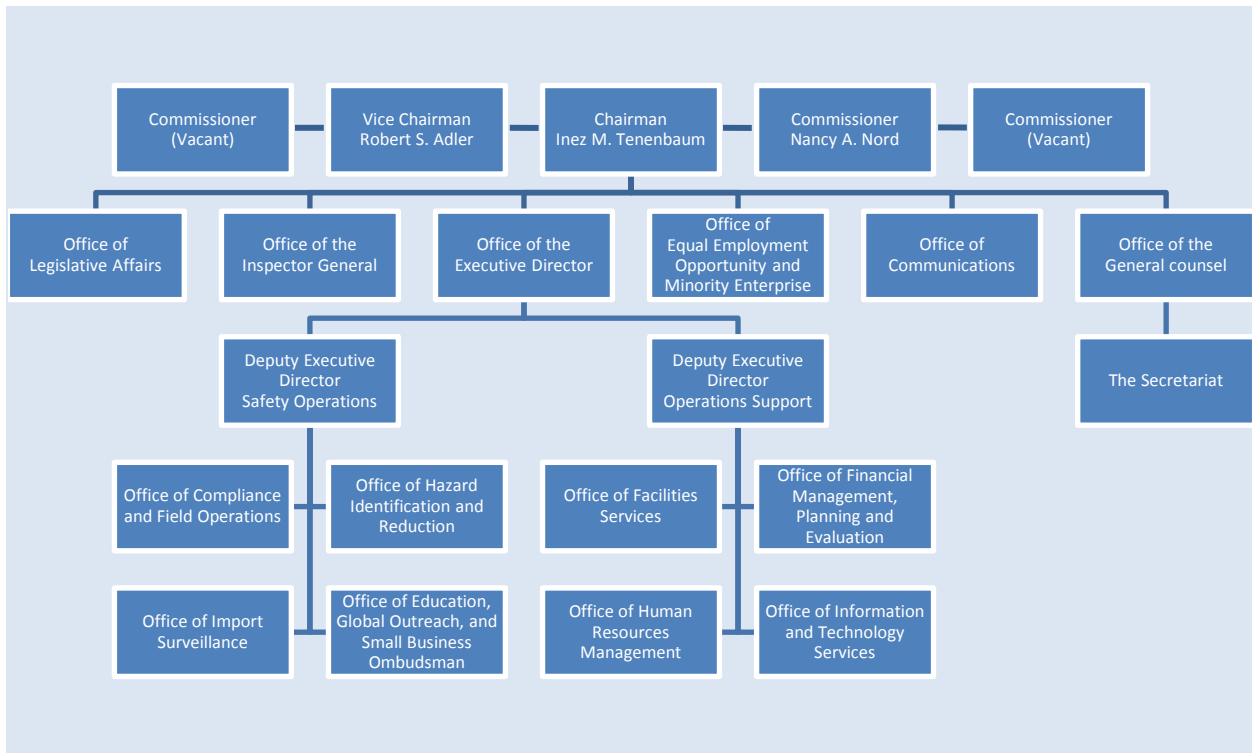 Commissioner
(Vacant)
Vice Chairman
Robert S. Adler
Chairman
Inez M. Tenenbaum
Commissioner
Nancy A. Nord
Commissioner
(Vacant)
Office of
Legislative Affairs
Office of the
Inspector General
Office of the
Executive Director
Office of
Equal Employment
Opportunity and
Minority Enterprise
Office of
Communications
Office of the
General counsel
Deputy Executive
Director
Safety Operations
Deputy Executive
Director
Operations Support
The Secretariat
Office of Compliance
and Field Operations
Office of Hazard
Identification and
Reduction
Office of Facilities
Services
Office of Financial
Management,
Planning and
Evaluation
Office of Import
Surveillance
Office of Education,
Global Outreach, and
Small Business
Ombudsman
Office of Human
Resources
Management
Office of Information
and Technology
Services